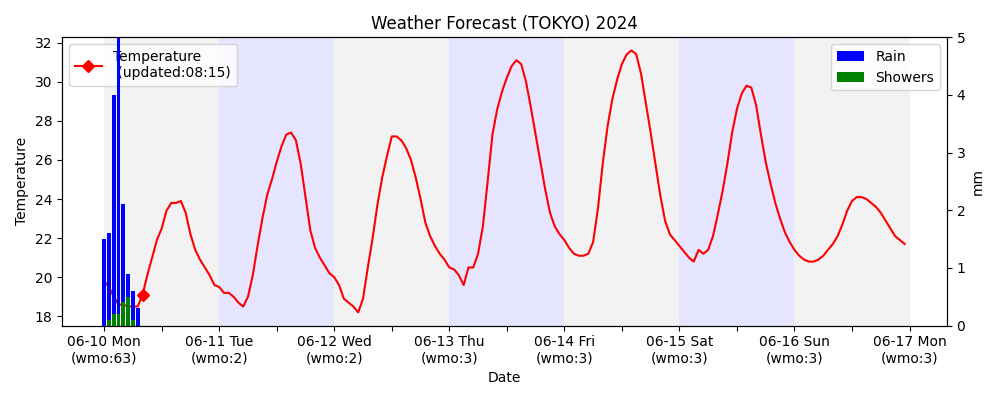 Weather Forecast (TOKYO) 2024
Temperature
(updated:08:15)
Rain
Showers
Temperature
32
30
28
26
24
22
20
18
5
4
3
2
1
0
mm
06-10 Mon
(wmo:63)
06-11 Tue
(wmo:2)
06-12 Wed
(wmo:2)
06-13 Thu
(wmo:3)
06-14 Fri
(wmo:3)
06-15 Sat
(wmo:3)
06-16 Sun
(wmo:3)
06-17 Mon
(wmo:3)
Date